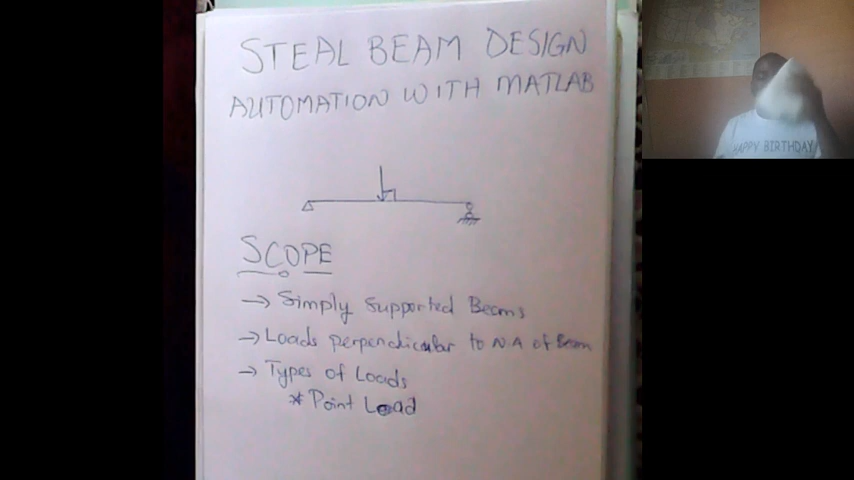 STEAL BEAM DESIGN
AUTOMATION WITH MATLAB
SCOPE
→ Simply Supported Beams
→ Loads perpendicular to N.A of Beam
→ Types of Loads
* Point Load
HAPPY BIRTHDAY